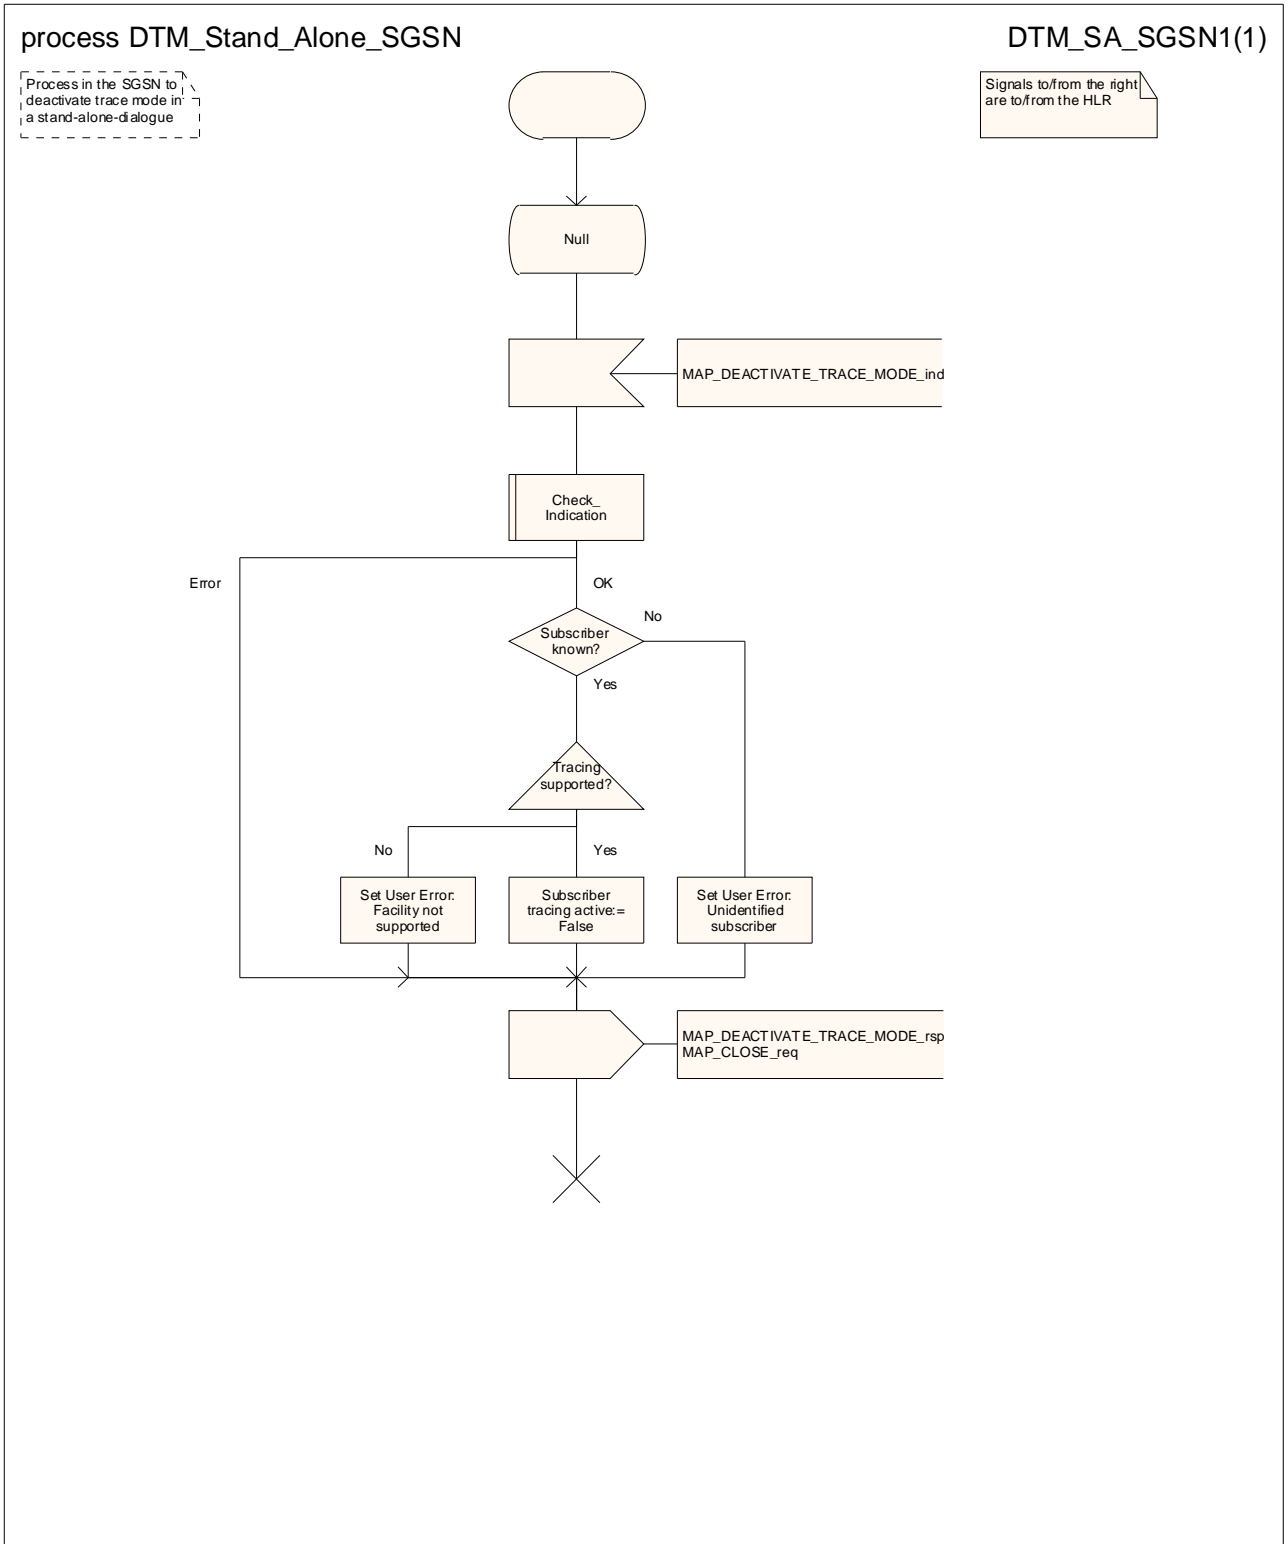 process DTM_Stand_Alone_SGSN
DTM_SA_SGSN1(1)
Process in the SGSN to
deactivate trace mode in
a stand-alone-dialogue
Signals to/from the right
are to/from the HLR
Null
MAP_DEACTIVATE_TRACE_MODE_ind
Check_
Indication
Error
OK
No
Subscriber
known?
Yes
Tracing
supported?
No
Yes
Set User Error:
Facility not
supported
Subscriber
tracing active:=
False
Set User Error:
Unidentified
subscriber
MAP_DEACTIVATE_TRACE_MODE_rsp
MAP_CLOSE_req